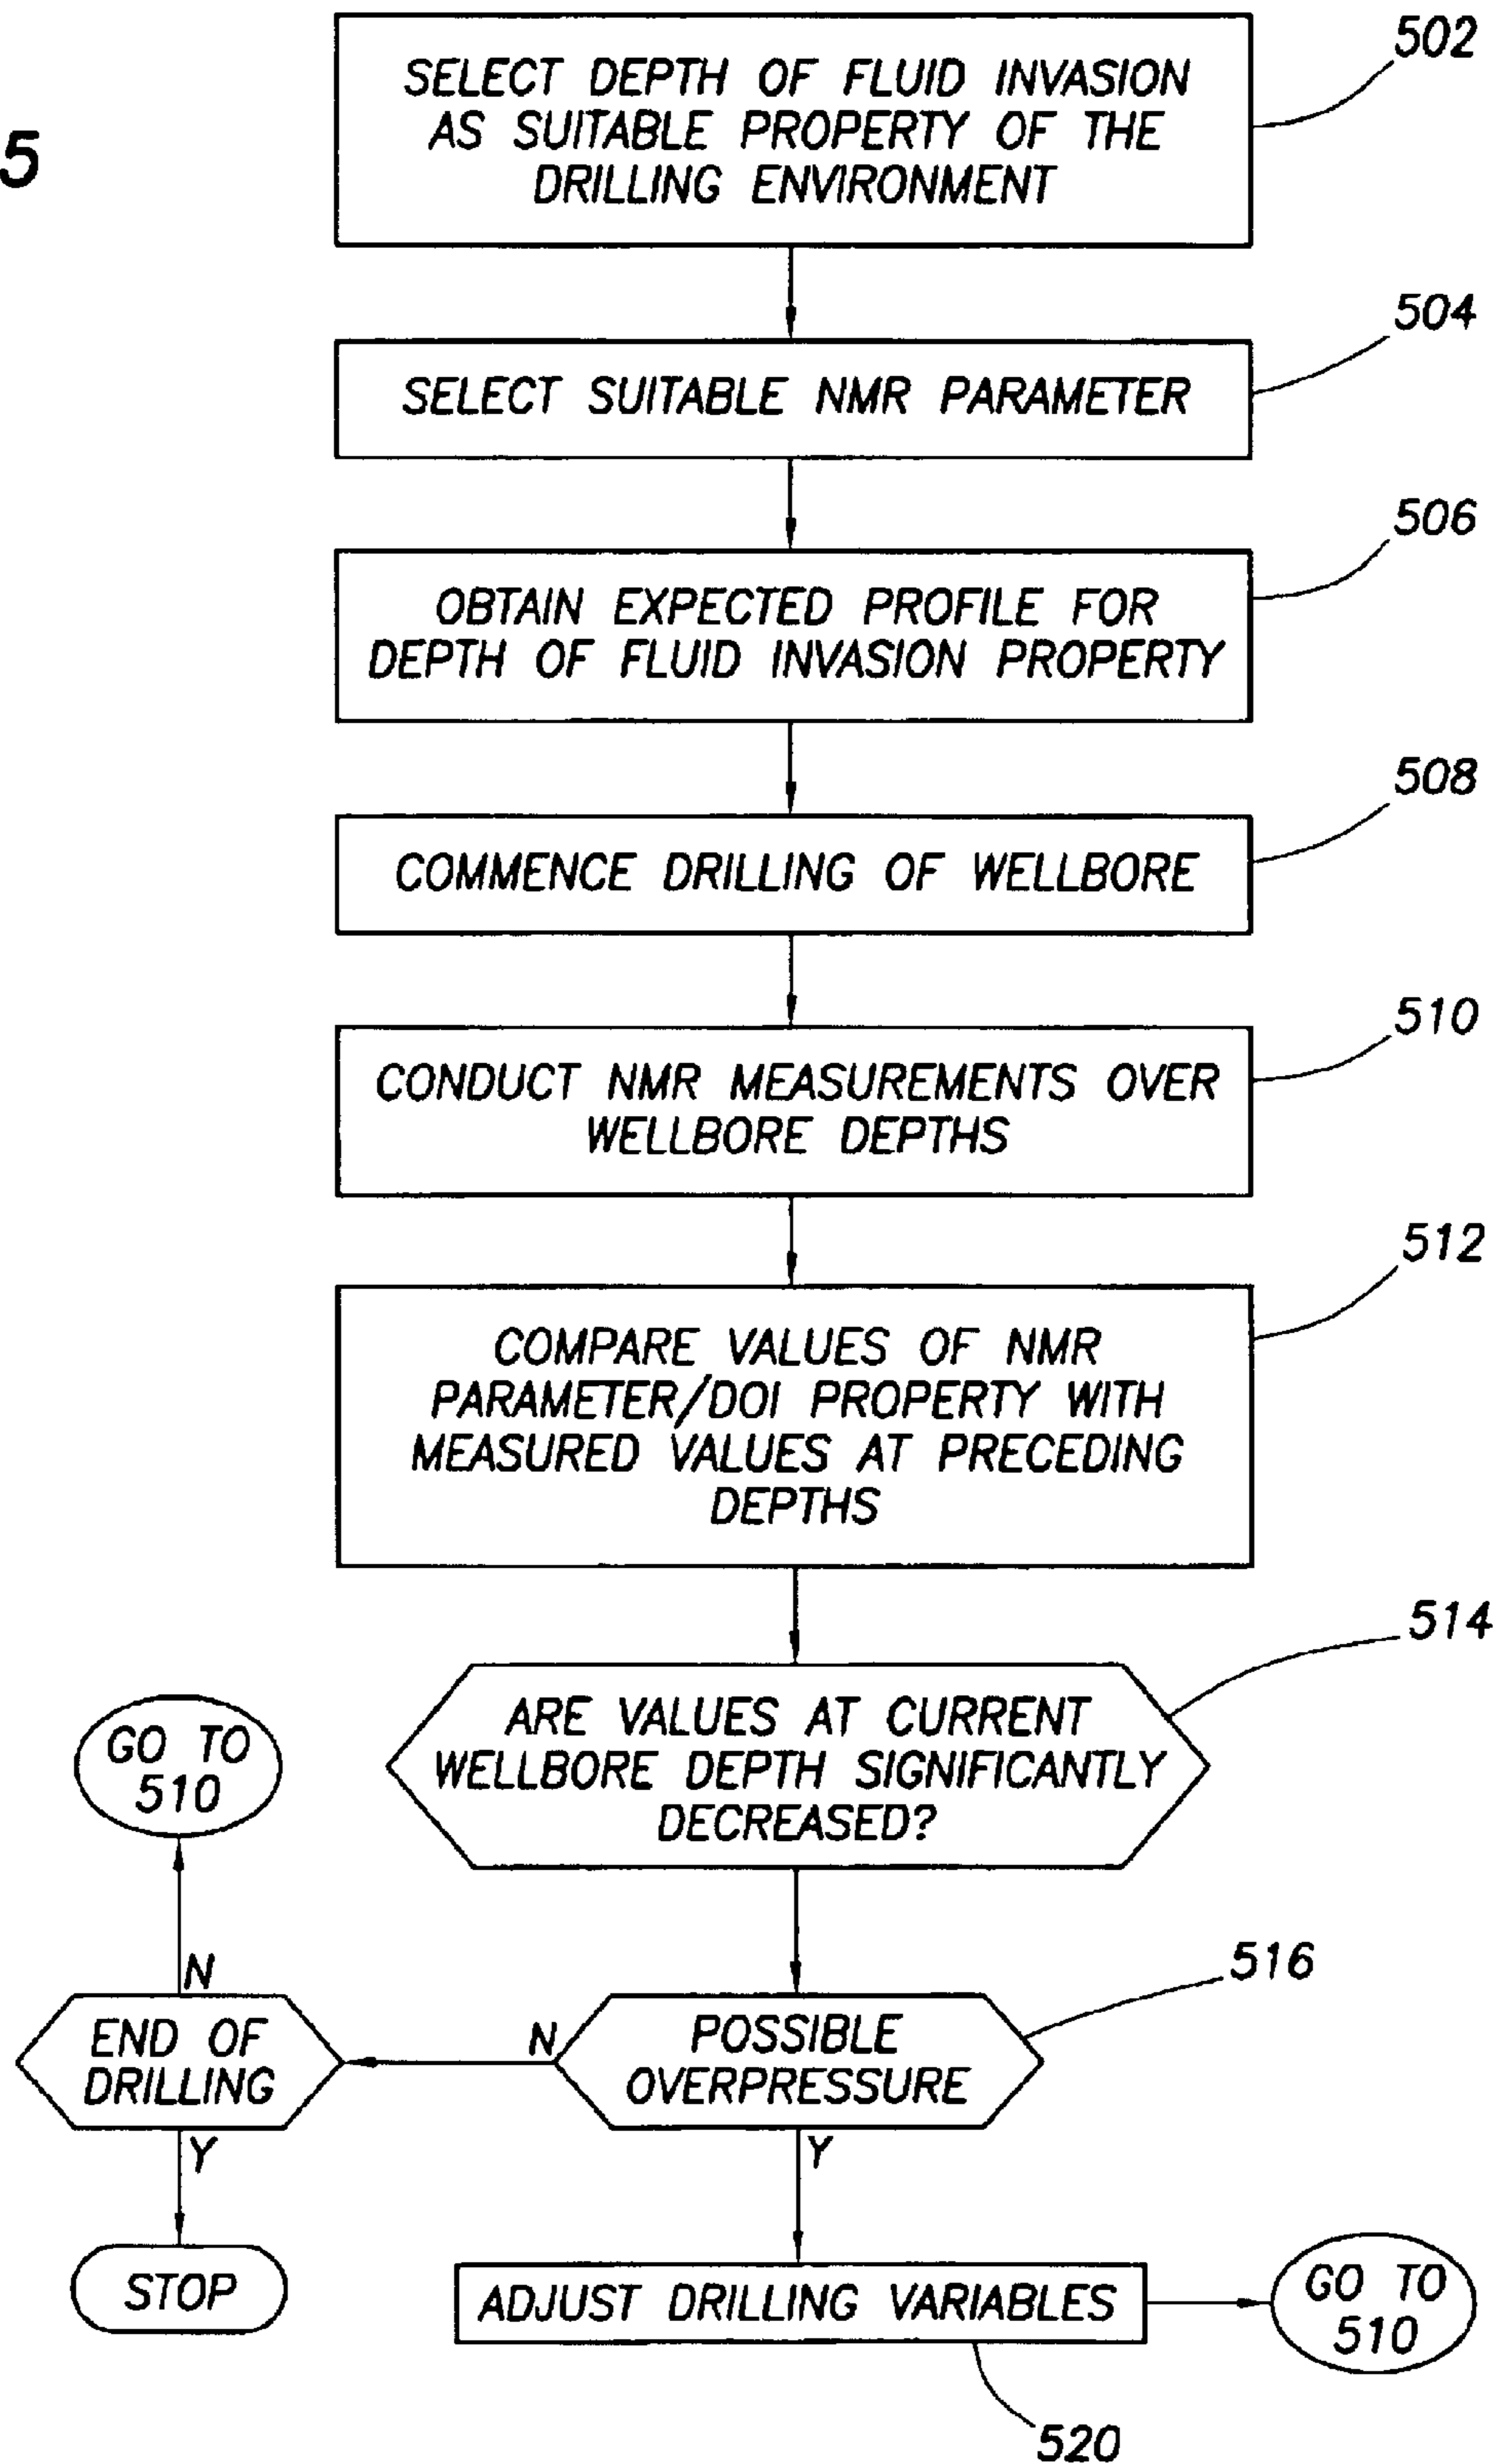 5
502
SELECT DEPTH OF FLUID INVASION
AS SUITABLE PROPERTY OF THE
DRILLING ENVIRONMENT
504
SELECT SUITABLE NMR PARAMETER
506
OBTAIN EXPECTED PROFILE FOR
DEPTH OF FLUID INVASION PROPERTY
508
COMMENCE DRILLING OF WELLBORE
510
CONDUCT NMR MEASUREMENTS OVER
WELLBORE DEPTHS
512
COMPARE VALUES OF NMR
PARAMETER/DOI PROPERTY WITH
MEASURED VALUES AT PRECEDING
DEPTHS
514
ARE VALUES AT CURRENT
WELLBORE DEPTH SIGNIFICANTLY
DECREASED?
GO TO
510
516
POSSIBLE
OVERPRESSURE
N
END OF
DRILLING
N
Y
STOP
Y
ADJUST DRILLING VARIABLES
520
GO TO
510